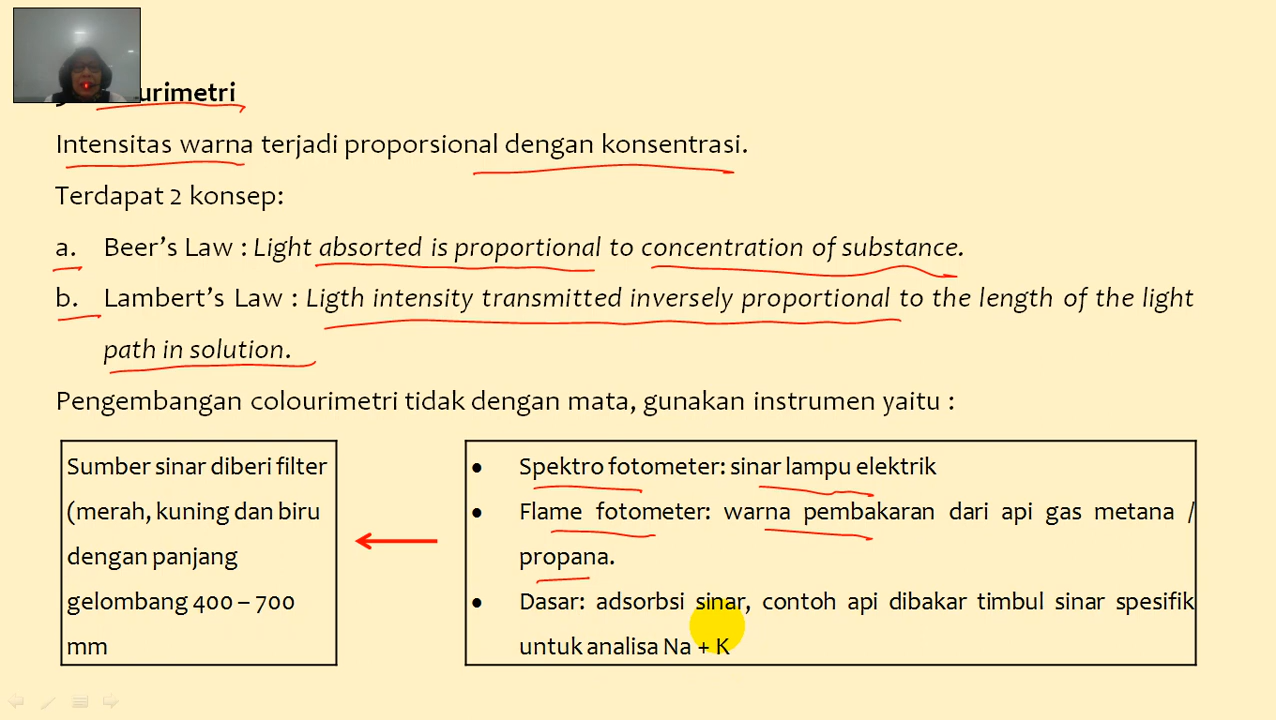 urimetri
Intensitas warna terjadi proporsional dengan konsentrasi.
Terdapat 2 konsep:
a. Beer's Law : Light absorted is proportional to concentration of substance.
b. Lambert's Law : Ligth intensity transmitted inversely proportional to the length of the light
path in solution.
Pengembangan colourimetri tidak dengan mata, gunakan instrumen yaitu :
Sumber sinar diberi filter
(merah, kuning dan biru
dengan panjang
gelombang 400 – 700
mm
• Spektro fotometer: sinar lampu elektrik
• Flame fotometer: warna pembakaran dari api gas metana /
propana.
• Dasar: adsorbsi sinar, contoh api dibakar timbul sinar spesifik
untuk analisa Na + K